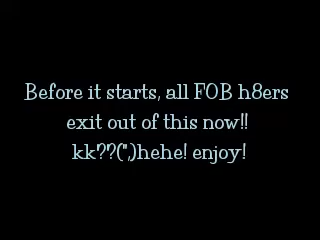 Before it starts, all FOB h8ers
exit out of this now!!
kk??(",)hehe! enjoy!